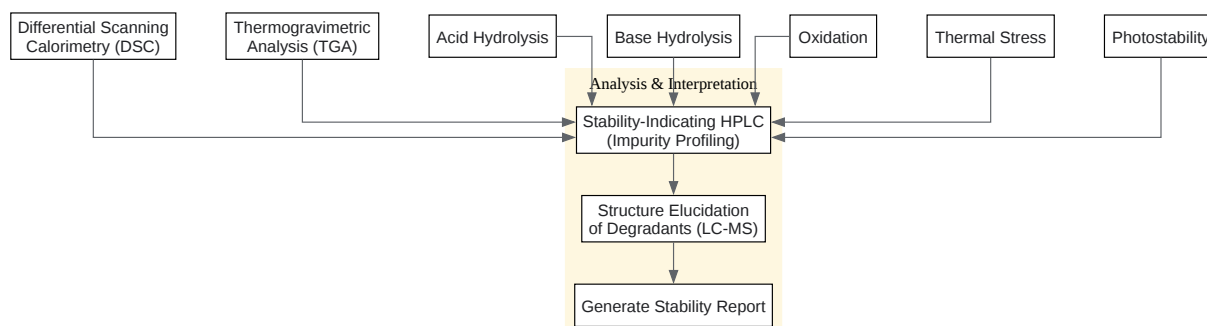 Differential Scanning
Calorimetry (DSC)
Thermogravimetric
Analysis (TGA)
Acid Hydrolysis
Base Hydrolysis
Oxidation
Thermal Stress
Photostability
Analysis & Interpretation
Stability-Indicating HPLC
(Impurity Profiling)
Structure Elucidation
of Degradants (LC-MS)
Generate Stability Report